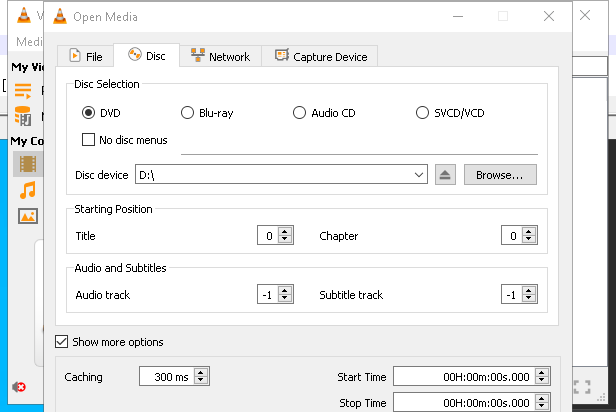 Open Media
Medi
File
Disc
Network
Capture Device
My Vi
Disc Selection
DVD
Blu-ray
Audio CD
SVCD/VCD
No disc menus
My Co
Disc device
D:\
Browse...
Starting Position
Title
0
Chapter
0
Audio and Subtitles
Audio track
-1
Subtitle track
-1
Show more options
Caching
300 ms
Start Time
00H:00m:00s.000
Stop Time
00H:00m:00s.000